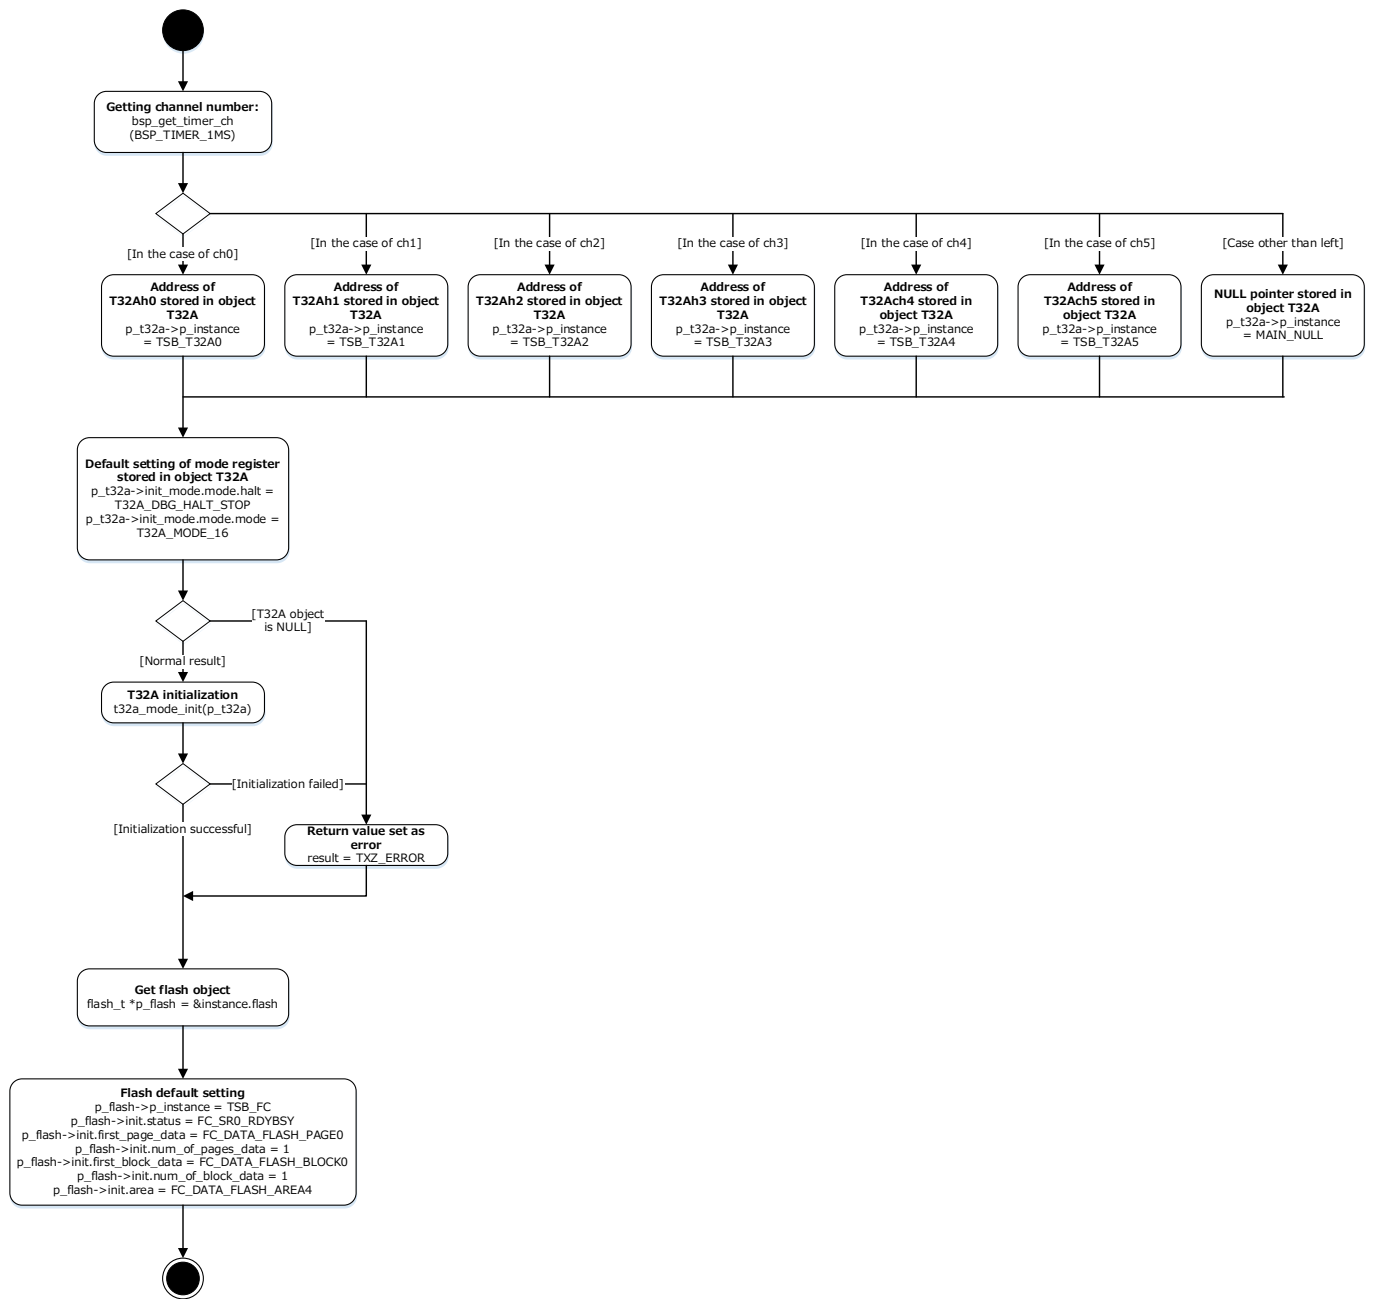 Getting channel number:
bsp_get_timer_ch
(BSP_TIMER_1MS)
[In the case of ch0]
[In the case of ch1]
[In the case of ch2]
[In the case of ch3]
[In the case of ch4]
[In the case of ch5]
[Case other than left]
Address of
T32Ah0 stored in object
T32A
p_t32a->p_instance
= TSB_T32A0
Address of
T32Ah1 stored in object
T32A
p_t32a->p_instance
= TSB_T32A1
Address of
T32Ah2 stored in object
T32A
p_t32a->p_instance
= TSB_T32A2
Address of
T32Ah3 stored in object
T32A
p_t32a->p_instance
= TSB_T32A3
Address of
T32Ach4 stored in
object T32A
p_t32a->p_instance
= TSB_T32A4
Address of
T32Ach5 stored in
object T32A
p_t32a->p_instance
= TSB_T32A5
NULL pointer stored in
object T32A
p_t32a->p_instance
= MAIN_NULL
Default setting of mode register
stored in object T32A
p_t32a->init_mode.mode.halt =
T32A_DBG_HALT_STOP
p_t32a->init_mode.mode.mode =
T32A_MODE_16
[T32A object
is NULL]
[Normal result]
T32A initialization
t32a_mode_init(p_t32a)
[Initialization failed]
[Initialization successful]
Return value set as
error
result = TXZ_ERROR
Get flash object
flash_t *p_flash = &instance.flash
Flash default setting
p_flash->p_instance = TSB_FC
p_flash->init.status = FC_SR0_RDYBSY
p_flash->init.first_page_data = FC_DATA_FLASH_PAGE0
p_flash->init.num_of_pages_data = 1
p_flash->init.first_block_data = FC_DATA_FLASH_BLOCK0
p_flash->init.num_of_block_data = 1
p_flash->init.area = FC_DATA_FLASH_AREA4